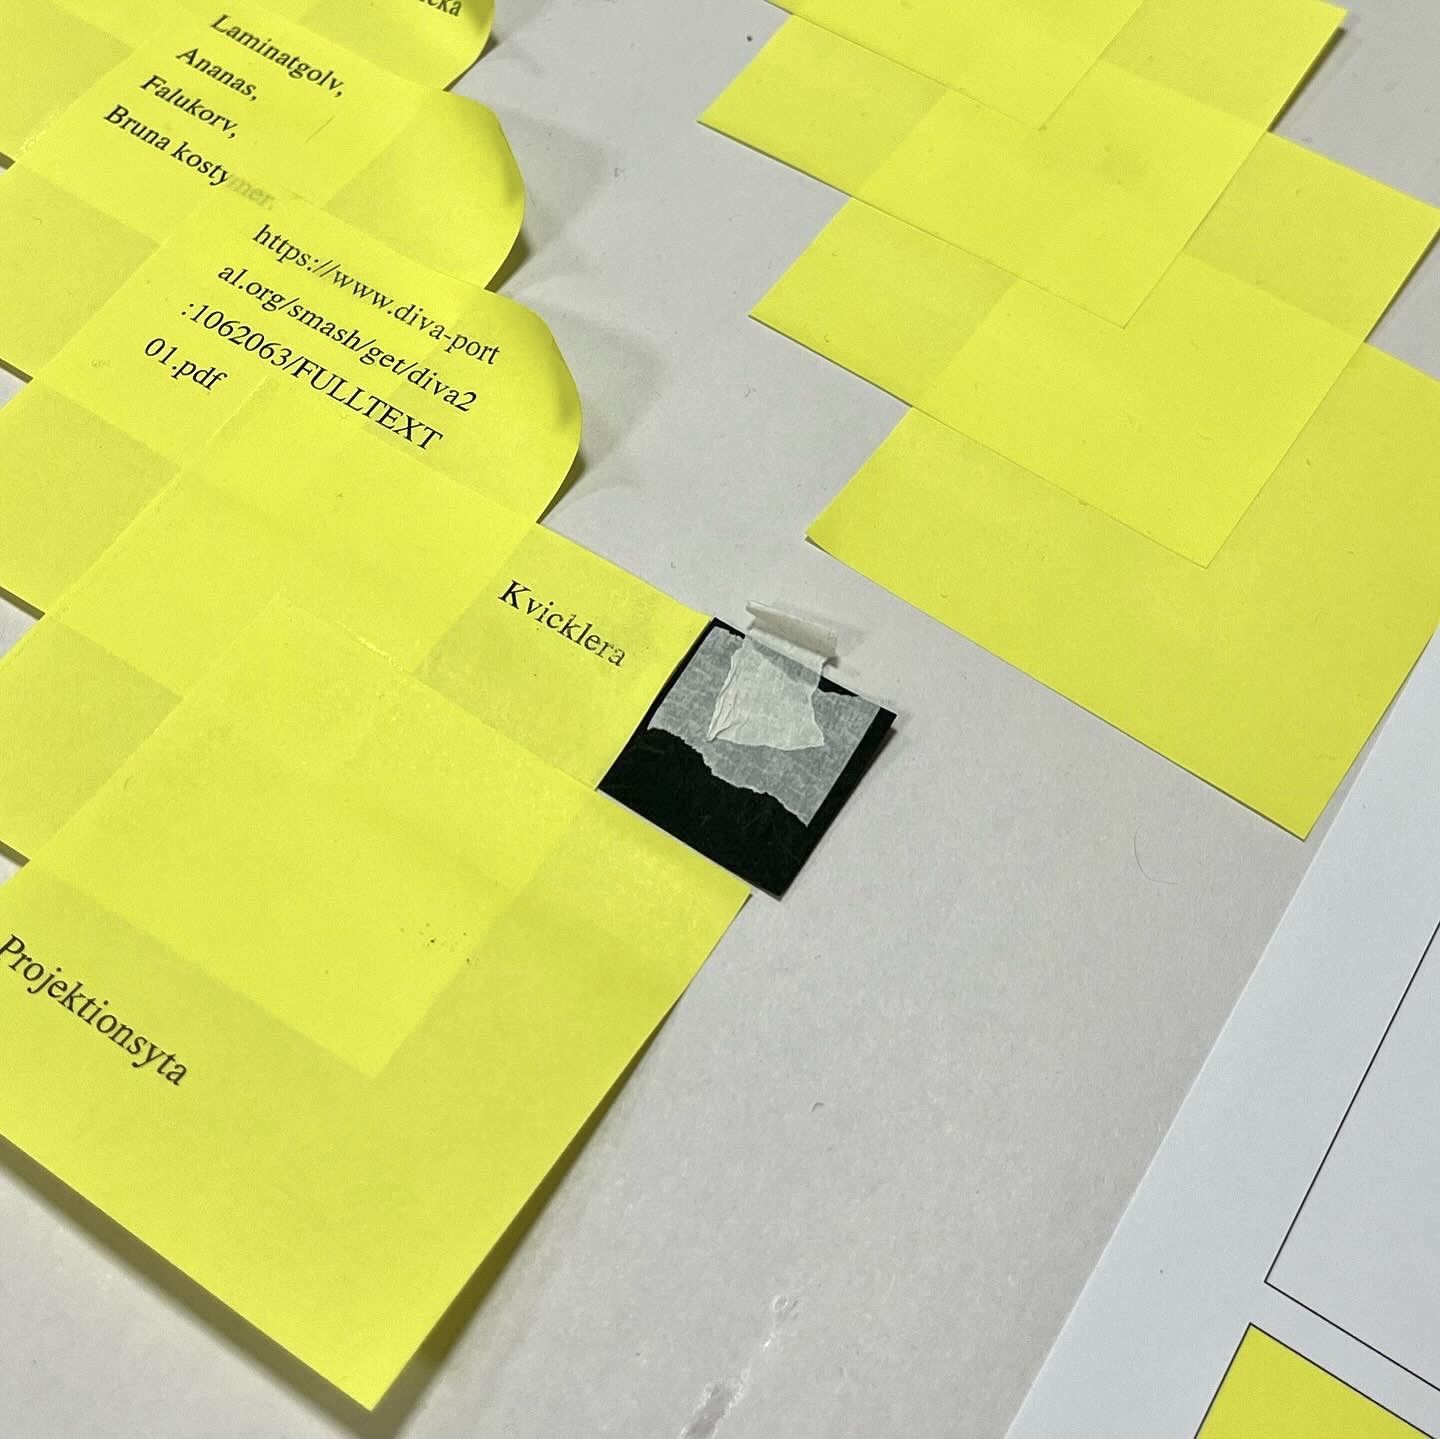 Laminatgolv,
Ananas,
Falukorv,
Bruna kostymer.
https://www.diva-port
al.org/smash/get/diva2
:1062063/FULLTEXT
01.pdf
Kvicklera
Projektionsyta